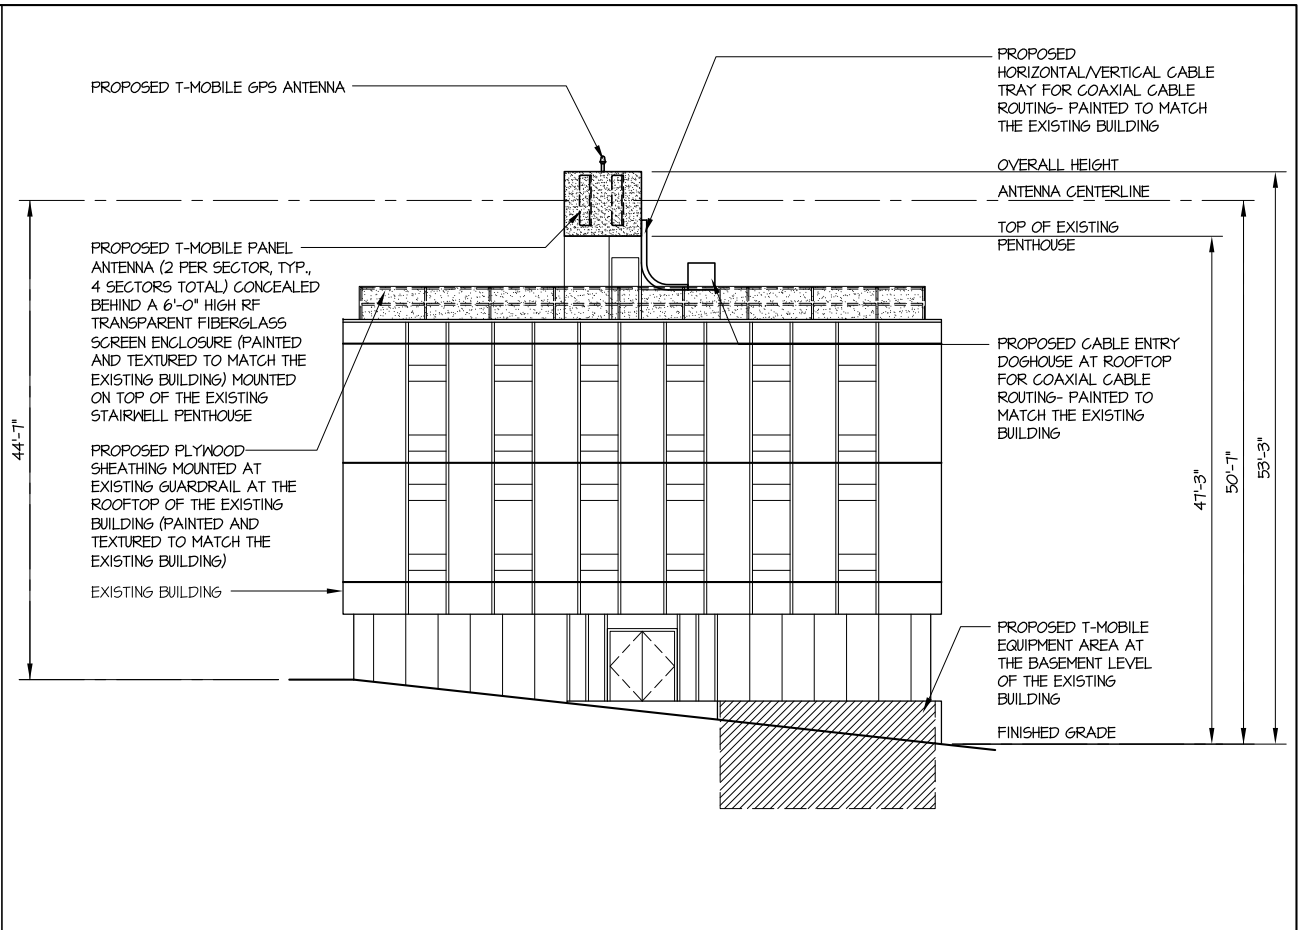 PROPOSED T-MOBILE GPS ANTENNA
PROPOSED T-MOBILE PANEL
ANTENNA (2 PER SECTOR, TYP.,
4 SECTORS TOTAL) CONCEALED
BEHIND A 6'-0" HIGH RF
TRANSPARENT FIBERGLASS
SCREEN ENCLOSURE (PAINTED
AND TEXTURED TO MATCH THE
EXISTING BUILDING) MOUNTED
ON TOP OF THE EXISTING
STAIRWELL PENTHOUSE
PROPOSED PLYWOOD
SHEATHING MOUNTED AT
EXISTING GUARDRAIL AT THE
ROOFTOP OF THE EXISTING
BUILDING (PAINTED AND
TEXTURED TO MATCH THE
EXISTING BUILDING)
EXISTING BUILDING
44'-7"
PROPOSED
HORIZONTAL/VERTICAL CABLE
TRAY FOR COAXIAL CABLE
ROUTING- PAINTED TO MATCH
THE EXISTING BUILDING
OVERALL HEIGHT
ANTENNA CENTERLINE
TOP OF EXISTING
PENTHOUSE
PROPOSED CABLE ENTRY
DOGHOUSE AT ROOFTOP
FOR COAXIAL CABLE
ROUTING- PAINTED TO
MATCH THE EXISTING
BUILDING
47'-3"
50'-7"
53'-3"
PROPOSED T-MOBILE
EQUIPMENT AREA AT
THE BASEMENT LEVEL
OF THE EXISTING
BUILDING
FINISHED GRADE